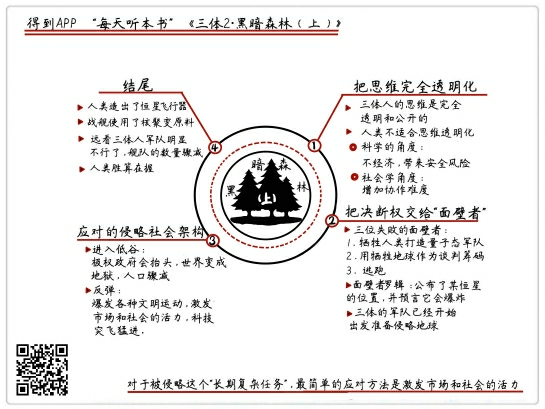 得到APP “每天听本书” 《三体2·黑暗森林（上）》
把思维完全透明化
三体人的思维是完全
透明和公开的
人类不适合思维透明化
科学的角度：
不经济，带来安全风险
社会学角度：
增加协作难度
把决断权交给“面壁者”
三位失败的面壁者：
1. 牺牲人类打造量子态军队
2. 用牺牲地球作为谈判筹码
3. 逃跑
面壁者罗辑：公布了某恒星
的位置，并预言它会爆炸
三体的军队已经开始
出发准备侵略地球
应对的侵略社会架构
进入低谷：
极权政府会抬头，世界变成
地狱，人口骤减
反弹：
爆发各种文明运动，激发
市场和社会的活力，科技
突飞猛进.
结尾
人类造出了恒星飞行器
战舰使用了核聚变原料
远看三体人军队明显
不行了，舰队的数量骤减
人类胜算在握
①
②
③
④
黑暗森林
上
对于被侵略这个“长期复杂任务”，最简单的应对方法是激发市场和社会的活力